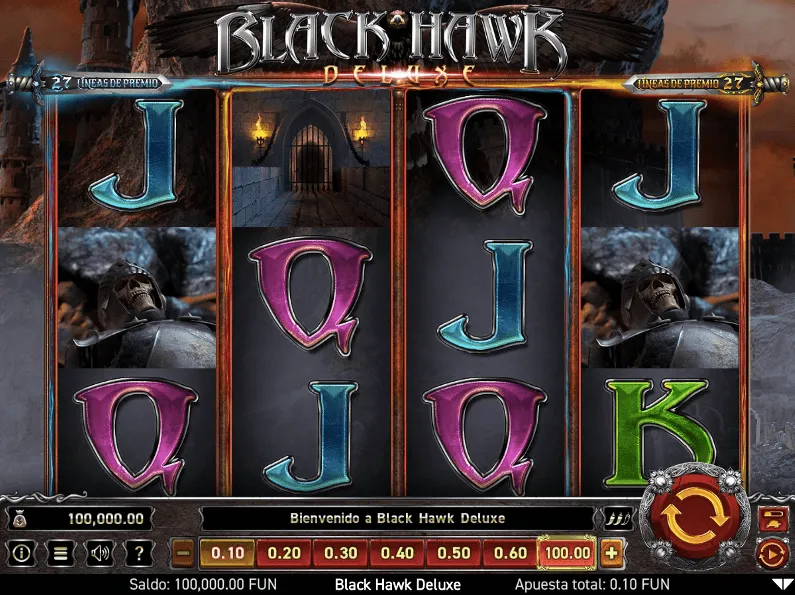 BLACK HAWK
DELUXE
27 LÍNEAS DE PREMIO
LÍNEAS DE PREMIO 27
J Q J
Q J
Q J Q K
100,000.00
Bienvenido a Black Hawk Deluxe
i ?
- 0.10 0.20 0.30 0.40 0.50 0.60 100.00 +
Saldo: 100,000.00 FUN Black Hawk Deluxe Apuesta total: 0.10 FUN